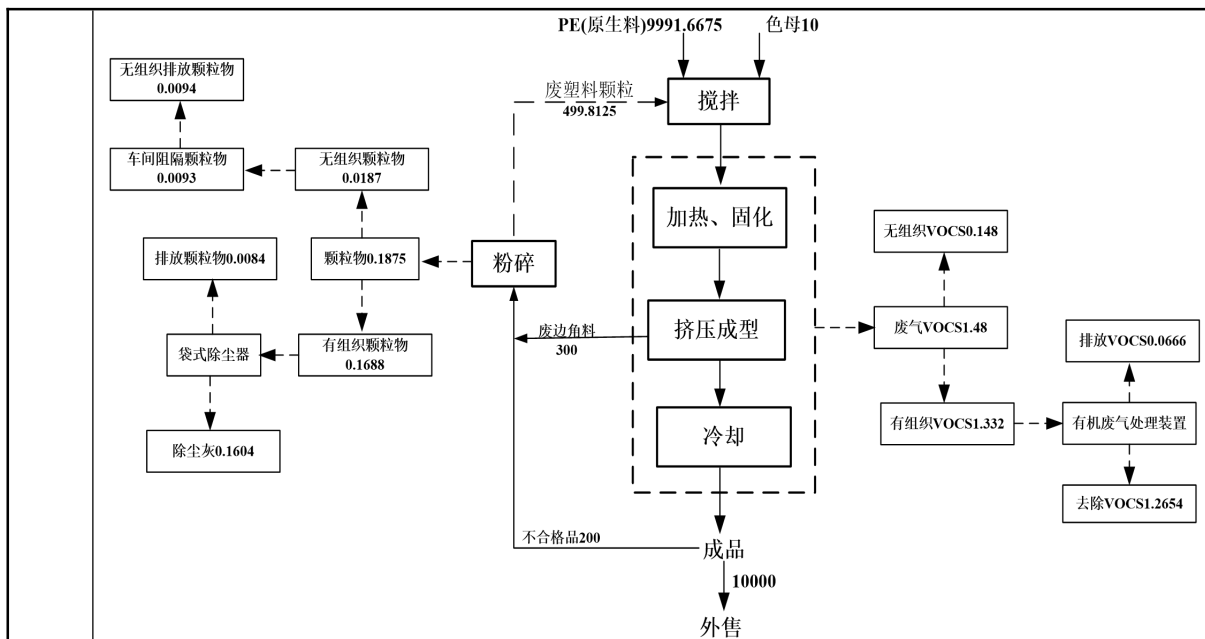 PE(原生料)9991.6675
色母10
无组织排放颗粒物
0.0094
废塑料颗粒
499.8125
搅拌
车间阻隔颗粒物
0.0093
无组织颗粒物
0.0187
加热、固化
无组织VOCS0.148
排放颗粒物0.0084
颗粒物0.1875
粉碎
废边角料
300
挤压成型
废气VOCS1.48
排放VOCS0.0666
袋式除尘器
有组织颗粒物
0.1688
冷却
有组织VOCS1.332
有机废气处理装置
除尘灰0.1604
去除VOCS1.2654
不合格品200
成品
10000
外售